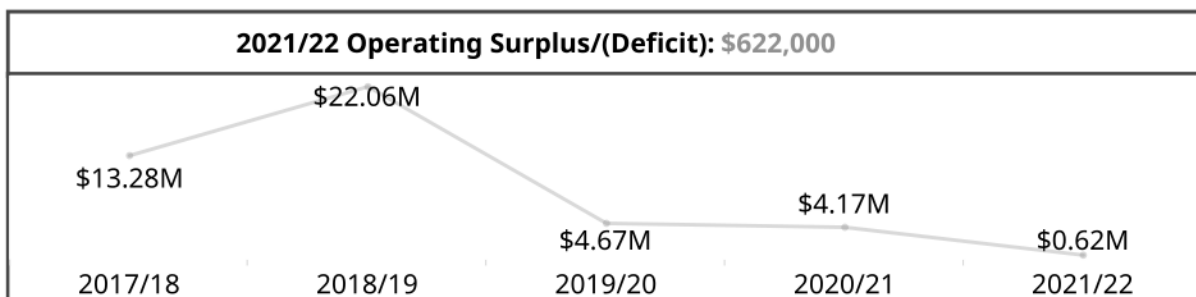 2021/22 Operating Surplus/(Deficit): $622,000
$22.06M
$13.28M
$4.17M
$4.67M
$0.62M
2017/18 2018/19 2019/20 2020/21 2021/22